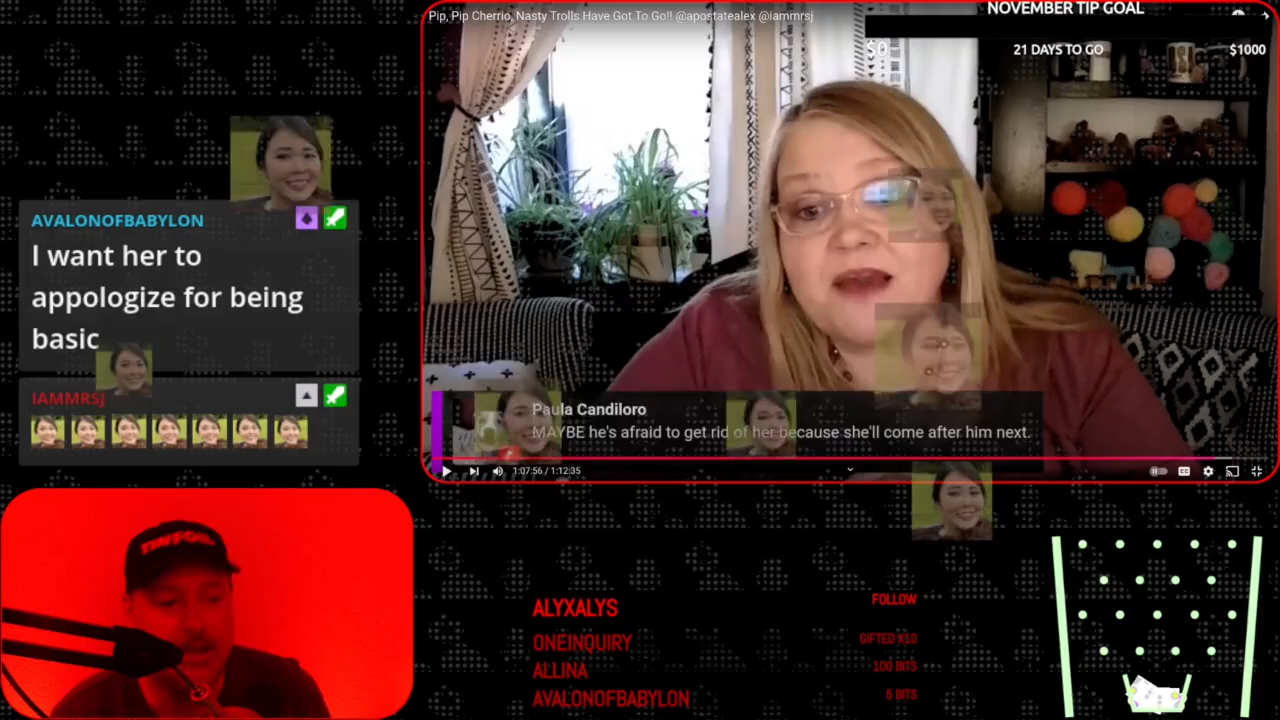 Pip, Pip Cherrio, Nasty Trolls Have Got To Go!! @apostatealex @iammrsj
NOVEMBER TIP GOAL
$0
21 DAYS TO GO
$1000
AVALONOFBABYLON
I want her to
appologize for being
basic
IAMMRSJ
Paula Candiloro
MAYBE he's afraid to get rid of her because she'll come after him next.
1:07:56 / 1:12:35
CC
TINFOIL
ALYXALYS
FOLLOW
ONEINQUIRY
GIFTED X10
ALLINA
100 BITS
AVALONOFBABYLON
5 BITS